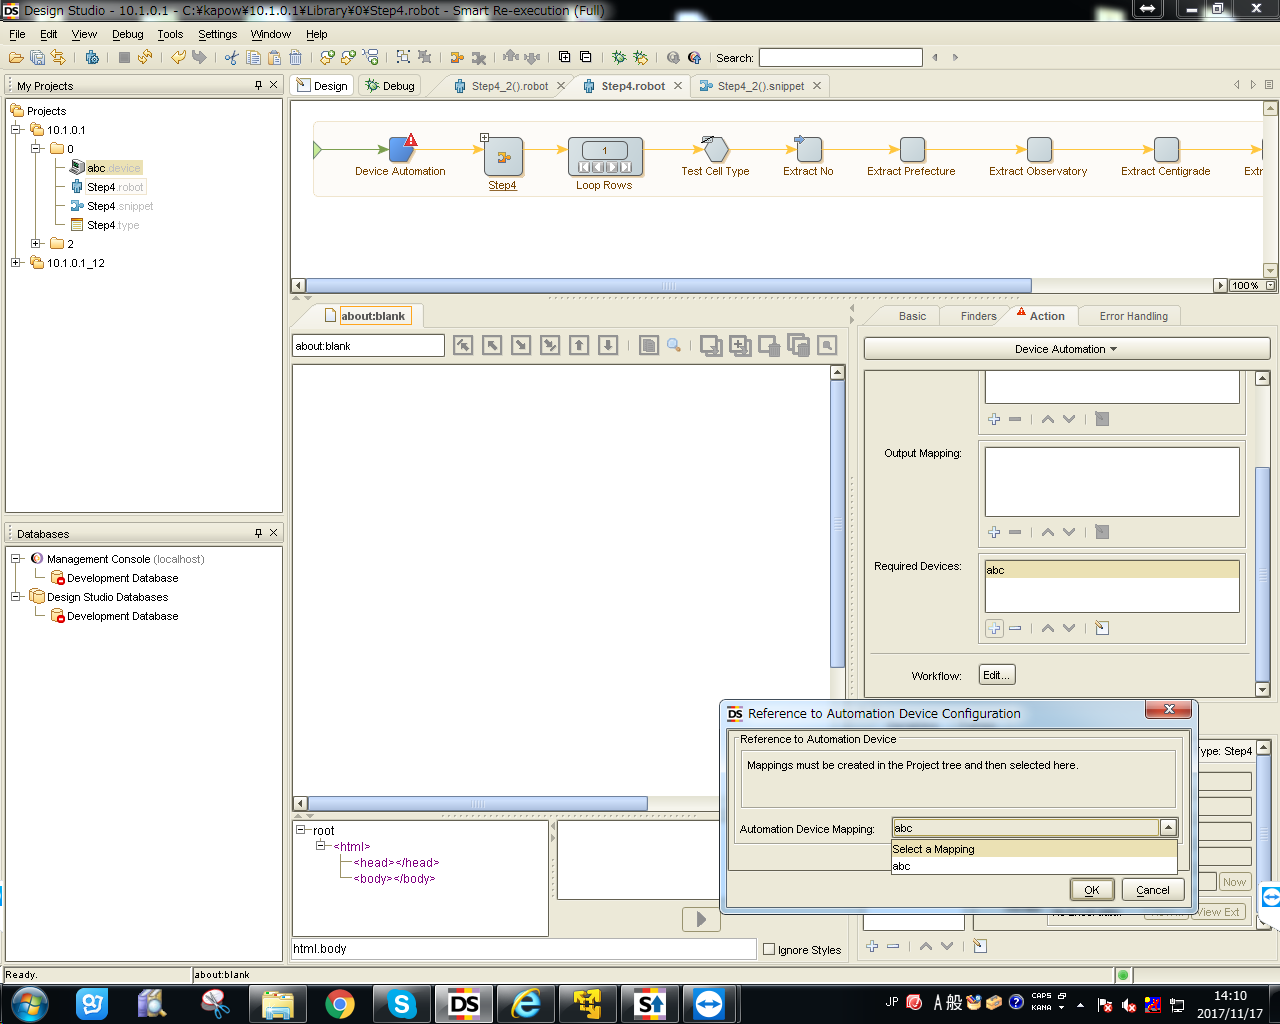 Design Studio - 10.1.0.1 - C:¥kapow¥10.1.0.1¥Library¥0¥Step4.robot - Smart Re-execution (Full)
File Edit View Debug Tools Settings Window Help
Search:
My Projects
Projects
10.1.0.1
0
abc.device
Step4.robot
Step4.snippet
Step4.type
2
10.1.0.1_12
Databases
Management Console (localhost)
Development Database
Design Studio Databases
Development Database
Design Debug Step4_2().robot Step4.robot Step4_2().snippet
1
Device Automation Step4 Loop Rows Test Cell Type Extract No Extract Prefecture Extract Observatory Extract Centigrade Extr
100%
about:blank
about:blank
root
<html>
<head></head>
<body></body>
html.body
Ignore Styles
Basic Finders Action Error Handling
Device Automation
Output Mapping:
Required Devices:
abc
Workflow: Edit...
Type: Step4
Now
View Ext
DS Reference to Automation Device Configuration
Reference to Automation Device
Mappings must be created in the Project tree and then selected here.
Automation Device Mapping: abc
Select a Mapping
abc
OK Cancel
Ready. about:blank
JP A 般 CAPS KANA
14:10
2017/11/17